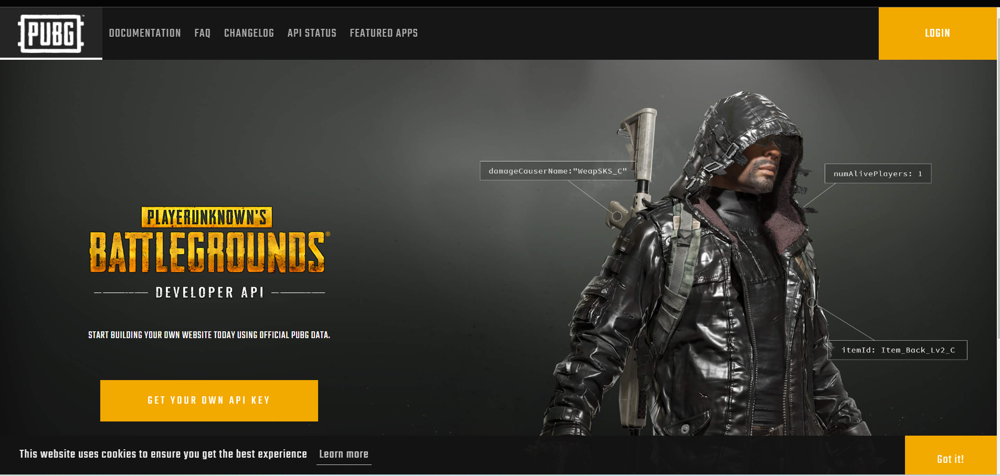 PUBG™
DOCUMENTATION
FAQ
CHANGELOG
API STATUS
FEATURED APPS
LOGIN
damageCauserName:"WeapSKS_C"
numAlivePlayers: 1
PLAYERUNKNOWN'S
BATTLEGROUNDS®
DEVELOPER API
START BUILDING YOUR OWN WEBSITE TODAY USING OFFICIAL PUBG DATA.
itemId: Item_Back_Lv2_C
GET YOUR OWN API KEY
This website uses cookies to ensure you get the best experience Learn more
Got it!